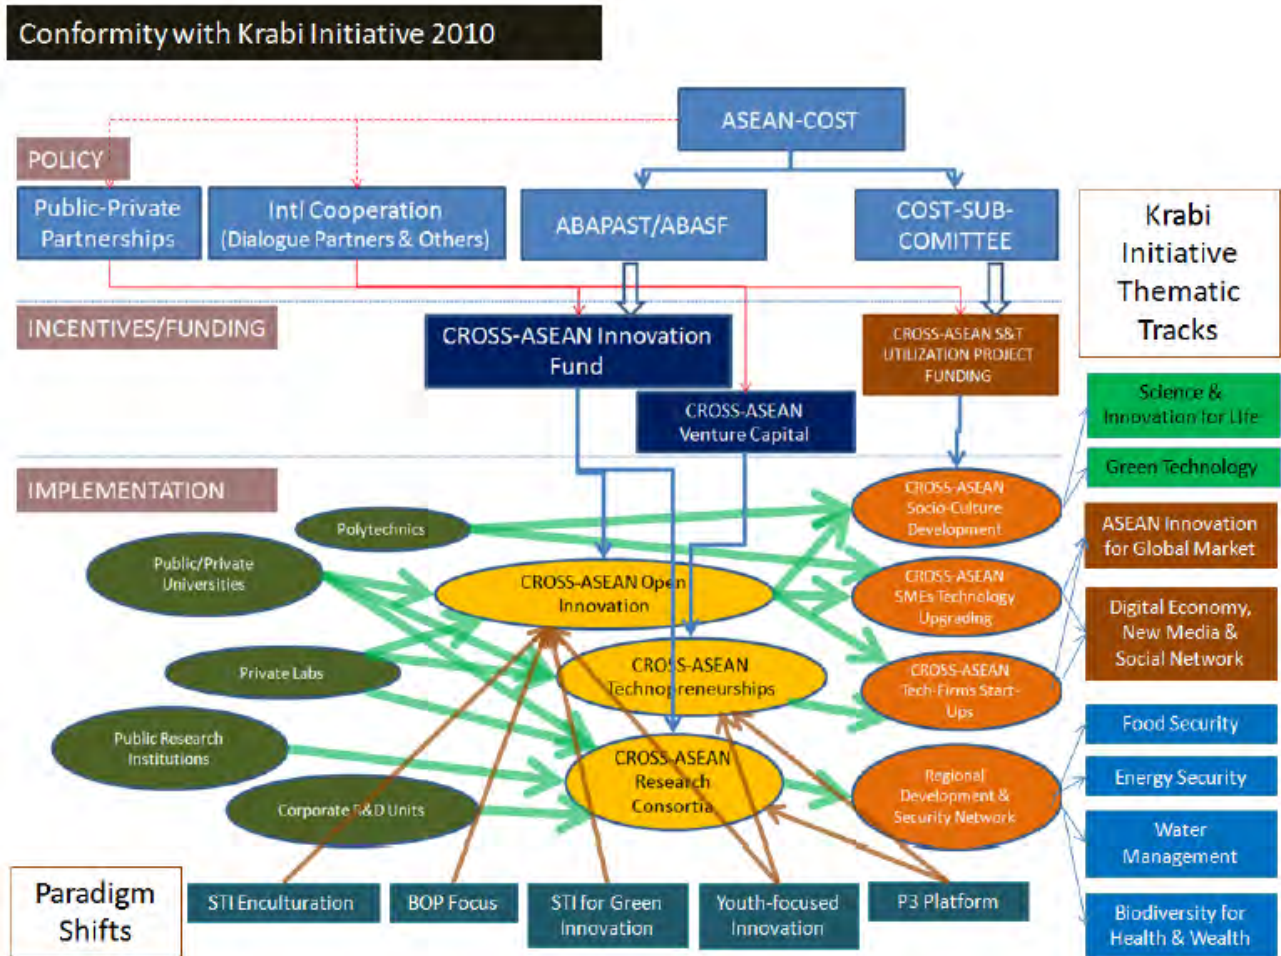 Conformity with Krabi Initiative 2010
ASEAN-COST
POLICY
Public-Private
Partnerships
Intl Cooperation
(Dialogue Partners & Others)
ABAPAST/ABASF
COST-SUB-
COMITTEE
Krabi
Initiative
Thematic
Tracks
INCENTIVES/FUNDING
CROSS-ASEAN Innovation
Fund
CROSS-ASEAN S&T
UTILIZATION PROJECT
FUNDING
CROSS-ASEAN
Venture Capital
Science &
Innovation for Life
Green Technology
ASEAN Innovation
for Global Market
Digital Economy,
New Media &
Social Network
Food Security
Energy Security
Water
Management
Biodiversity for
Health & Wealth
IMPLEMENTATION
Polytechnics
Public/Private
Universities
Private Labs
Public Research
Institutions
Corporate R&D Units
CROSS-ASEAN Open
Innovation
CROSS-ASEAN
Technopreneurships
CROSS-ASEAN
Research
Consortia
CROSS-ASEAN
Socio-Culture
Development
CROSS-ASEAN
SMEs Technology
Upgrading
CROSS-ASEAN
Tech-Firms Start-
Ups
Regional
Development &
Security Network
Paradigm
Shifts
STI Enculturation
BOP Focus
STI for Green
Innovation
Youth-focused
Innovation
P3 Platform